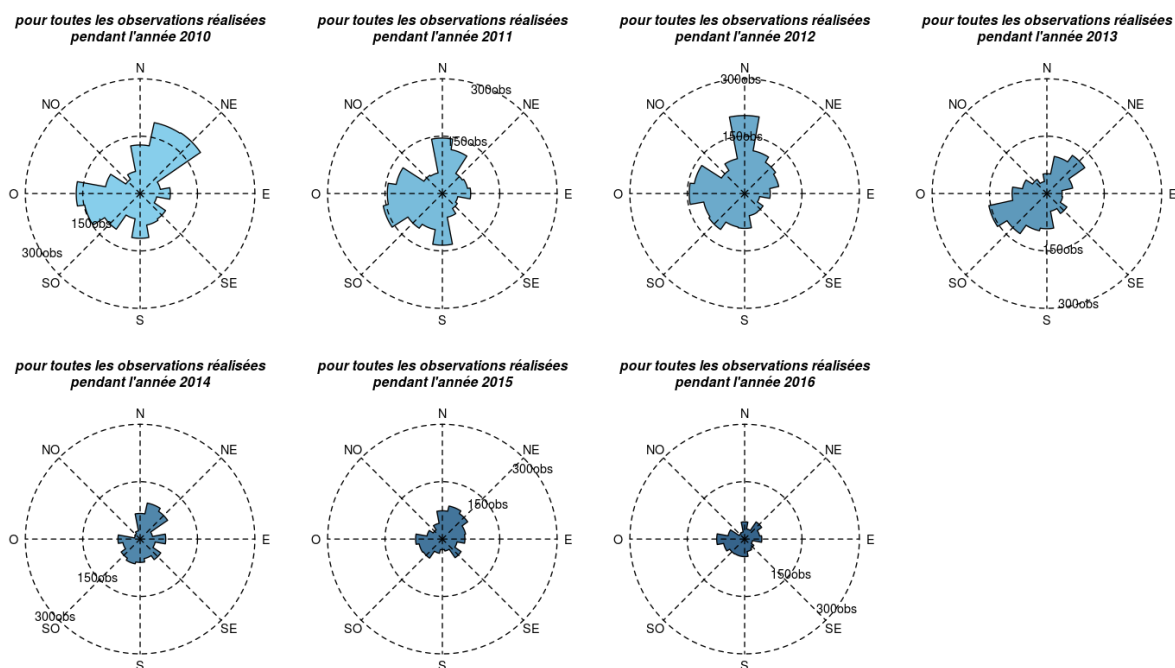 pour toutes les observations réalisées
pendant l'année 2010
N
NO
NE
O
E
150obs
300obs
SO
SE
S
pour toutes les observations réalisées
pendant l'année 2011
N
300obs
NO
NE
150obs
O
E
SO
SE
S
pour toutes les observations réalisées
pendant l'année 2012
N
300obs
NO
NE
150obs
O
E
SO
SE
S
pour toutes les observations réalisées
pendant l'année 2013
N
NO
NE
O
E
150obs
SO
SE
300obs
S
pour toutes les observations réalisées
pendant l'année 2014
N
NO
NE
O
E
150obs
300obs
SO
SE
S
pour toutes les observations réalisées
pendant l'année 2015
N
NO
NE
300obs
150obs
O
E
SO
SE
S
pour toutes les observations réalisées
pendant l'année 2016
N
NO
NE
O
E
150obs
300obs
SO
SE
S